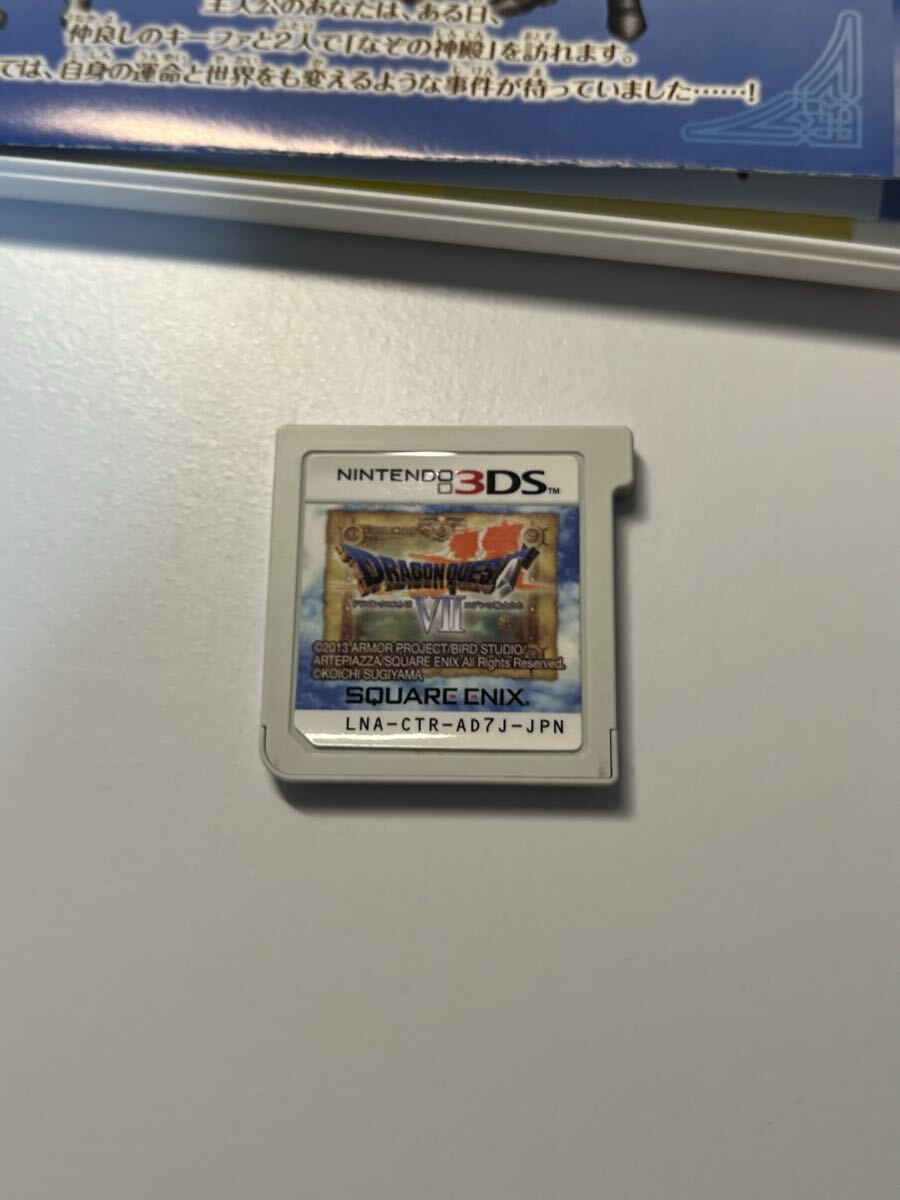 主人公のあなたは、ある日、
仲良しのキーファと2人で「なぞの神殿」を訪れます。
では、自身の運命と世界をも変えるような事件が待っていました……!
NINTENDO 3DS™
DRAGON QUEST
VII
©2013 ARMOR PROJECT/BIRD STUDIO/
ARTEPIAZZA/SQUARE ENIX All Rights Reserved.
©KOICHI SUGIYAMA
SQUARE ENIX®
LNA-CTR-AD7J-JPN